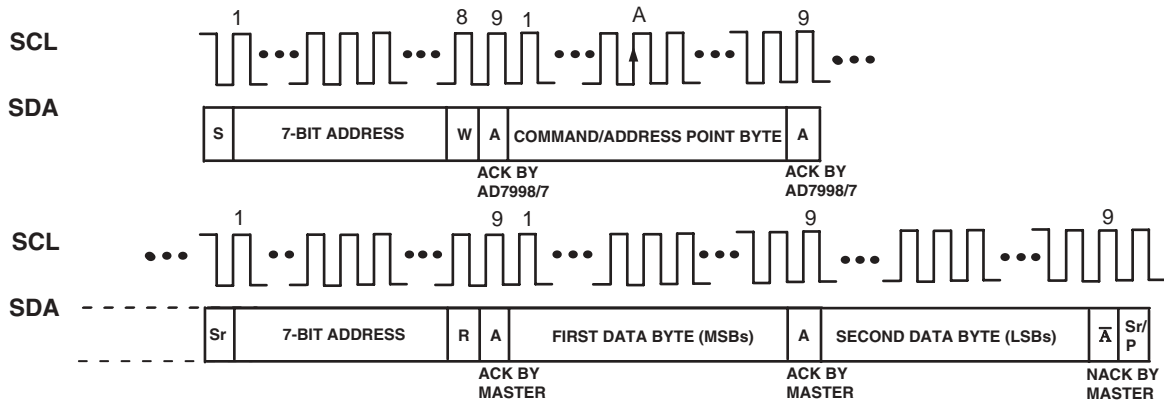 1 8 9 1 A 9
SCL
SDA
S 7-BIT ADDRESS W A COMMAND/ADDRESS POINT BYTE A
ACK BY ACK BY
AD7998/7 AD7998/7
1 9 1 9 9
SCL
SDA
Sr 7-BIT ADDRESS R A FIRST DATA BYTE (MSBs) A SECOND DATA BYTE (LSBs) A̅ Sr/
P
ACK BY ACK BY NACK BY
MASTER MASTER MASTER